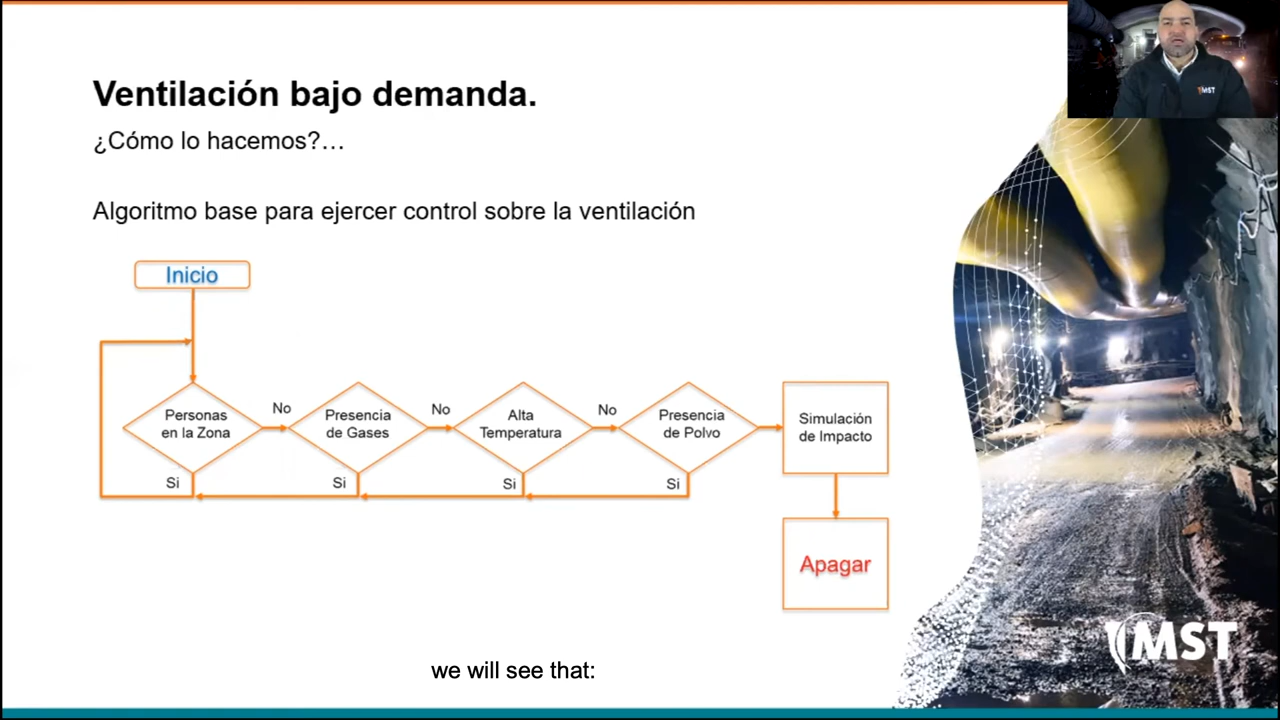 Ventilación bajo demanda.
¿Cómo lo hacemos?…
Algoritmo base para ejercer control sobre la ventilación
Inicio
Personas
en la Zona
No
Presencia
de Gases
No
Alta
Temperatura
No
Presencia
de Polvo
Simulación
de Impacto
Si
Si
Si
Si
Apagar
we will see that:
MST
MST